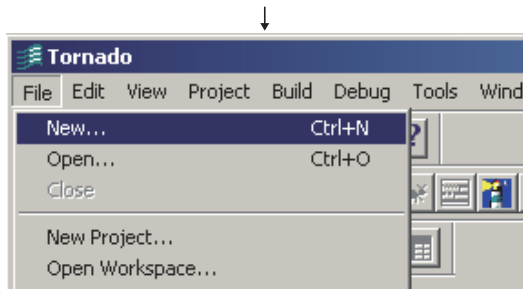 Tornado
File Edit View Project Build Debug Tools Wind
New... Ctrl+N
?
Open... Ctrl+O
Close
New Project...
Open Workspace...